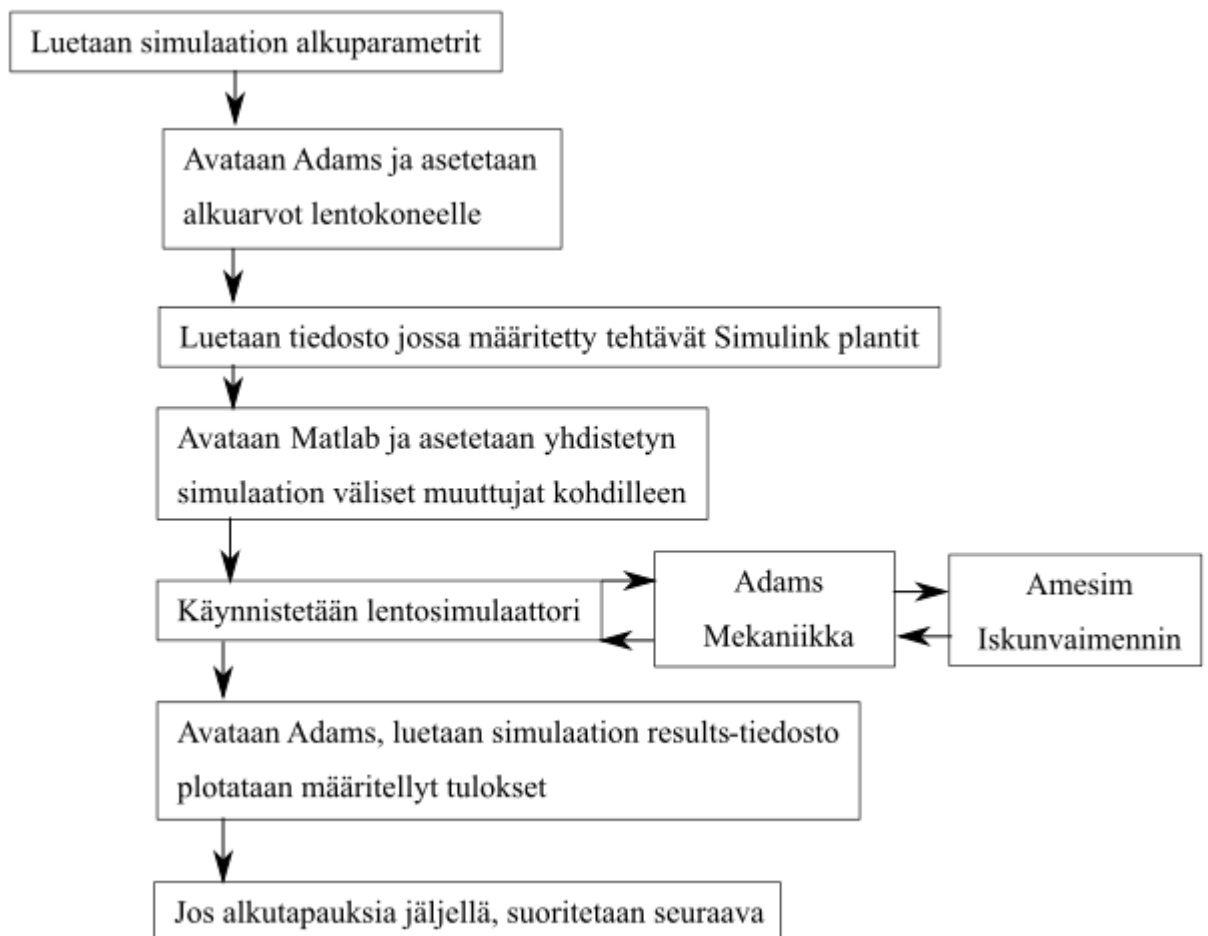 Luetaan simulaation alkuparametrit
Avataan Adams ja asetetaan
alkuarvot lentokoneelle
Luetaan tiedosto jossa määritetty tehtävät Simulink plantit
Avataan Matlab ja asetetaan yhdistetyn
simulaation väliset muuttujat kohdilleen
Käynnistetään lentosimulaattori
Adams
Mekaniikka
Amesim
Iskunvaimennin
Avataan Adams, luetaan simulaation results-tiedosto
plotataan määritellyt tulokset
Jos alkutapauksia jäljellä, suoritetaan seuraava